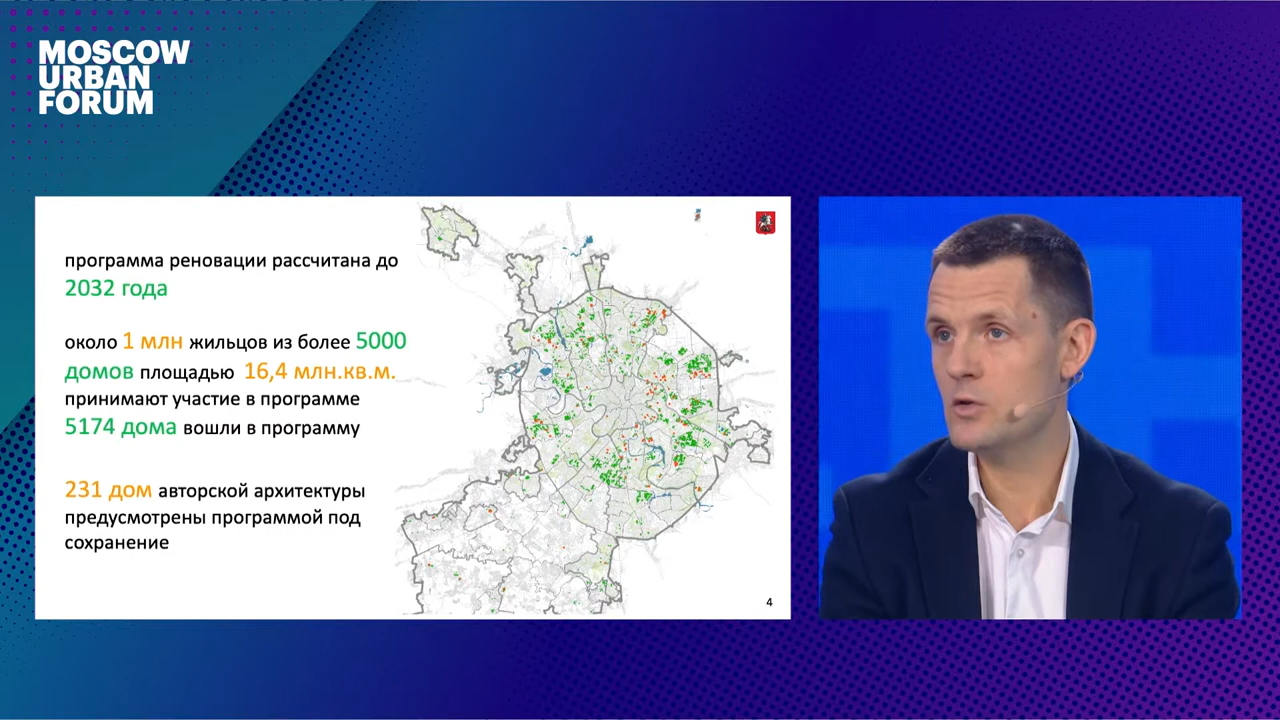 MOSCOW
URBAN
FORUM
программа реновации рассчитана до
2032 года
около 1 млн жильцов из более 5000
домов площадью 16,4 млн.кв.м.
принимают участие в программе
5174 дома вошли в программу
231 дом авторской архитектуры
предусмотрены программой под
сохранение
4